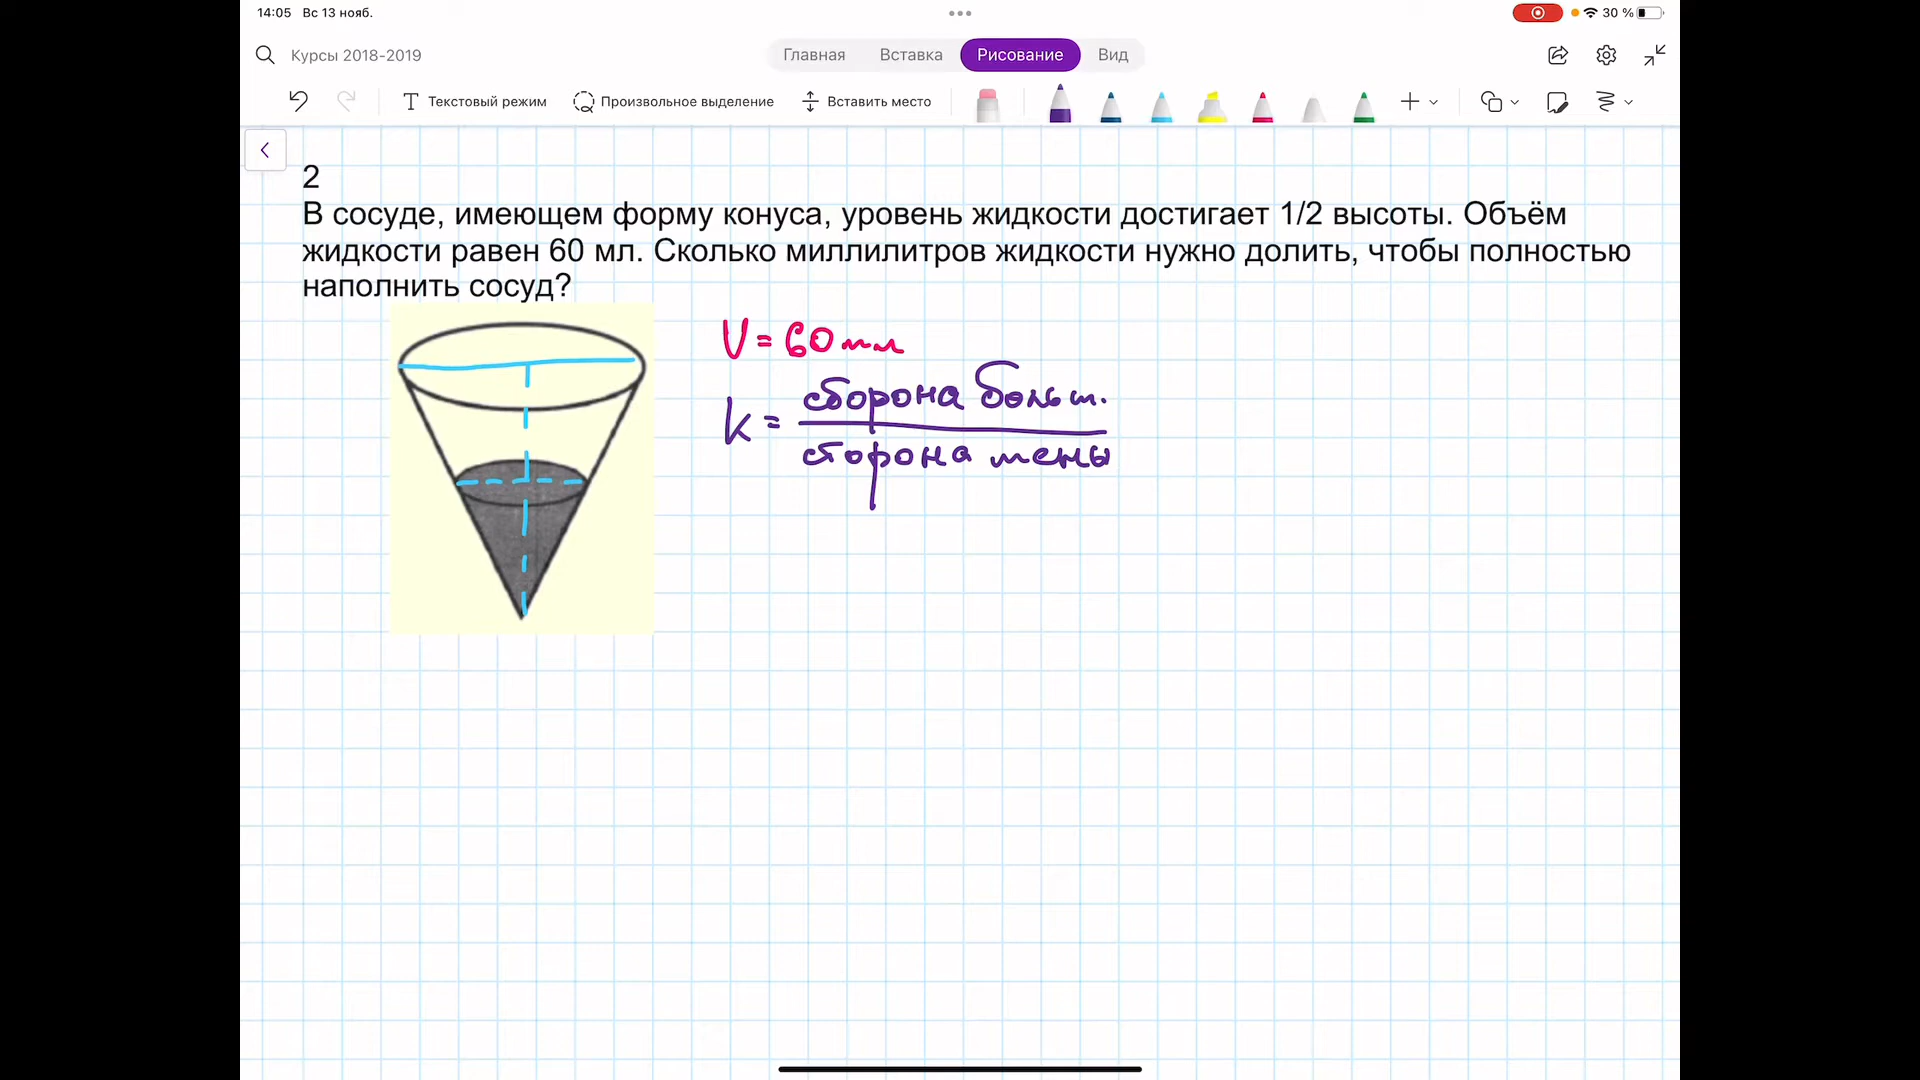 14:05 Вс 13 нояб.
30 %
Курсы 2018-2019
Главная Вставка Рисование Вид
Текстовый режим Произвольное выделение Вставить место
2
В сосуде, имеющем форму конуса, уровень жидкости достигает 1/2 высоты. Объём
жидкости равен 60 мл. Сколько миллилитров жидкости нужно долить, чтобы полностью
наполнить сосуд?
V = 60 мл
сторона больш.
k =
сторона мень